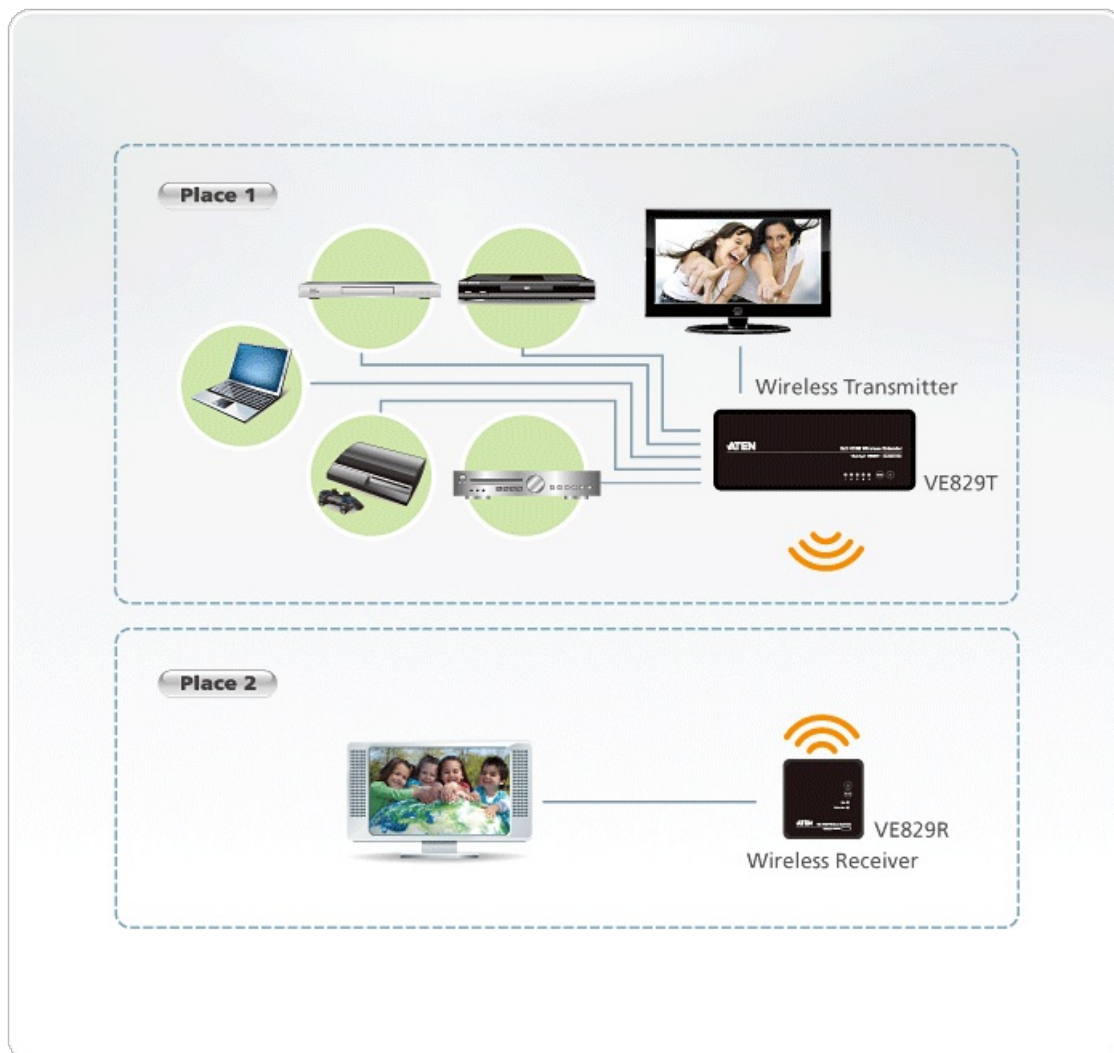 Place 1
Wireless Transmitter
ATEN
VE829T
Place 2
ATEN
VE829R
Wireless Receiver